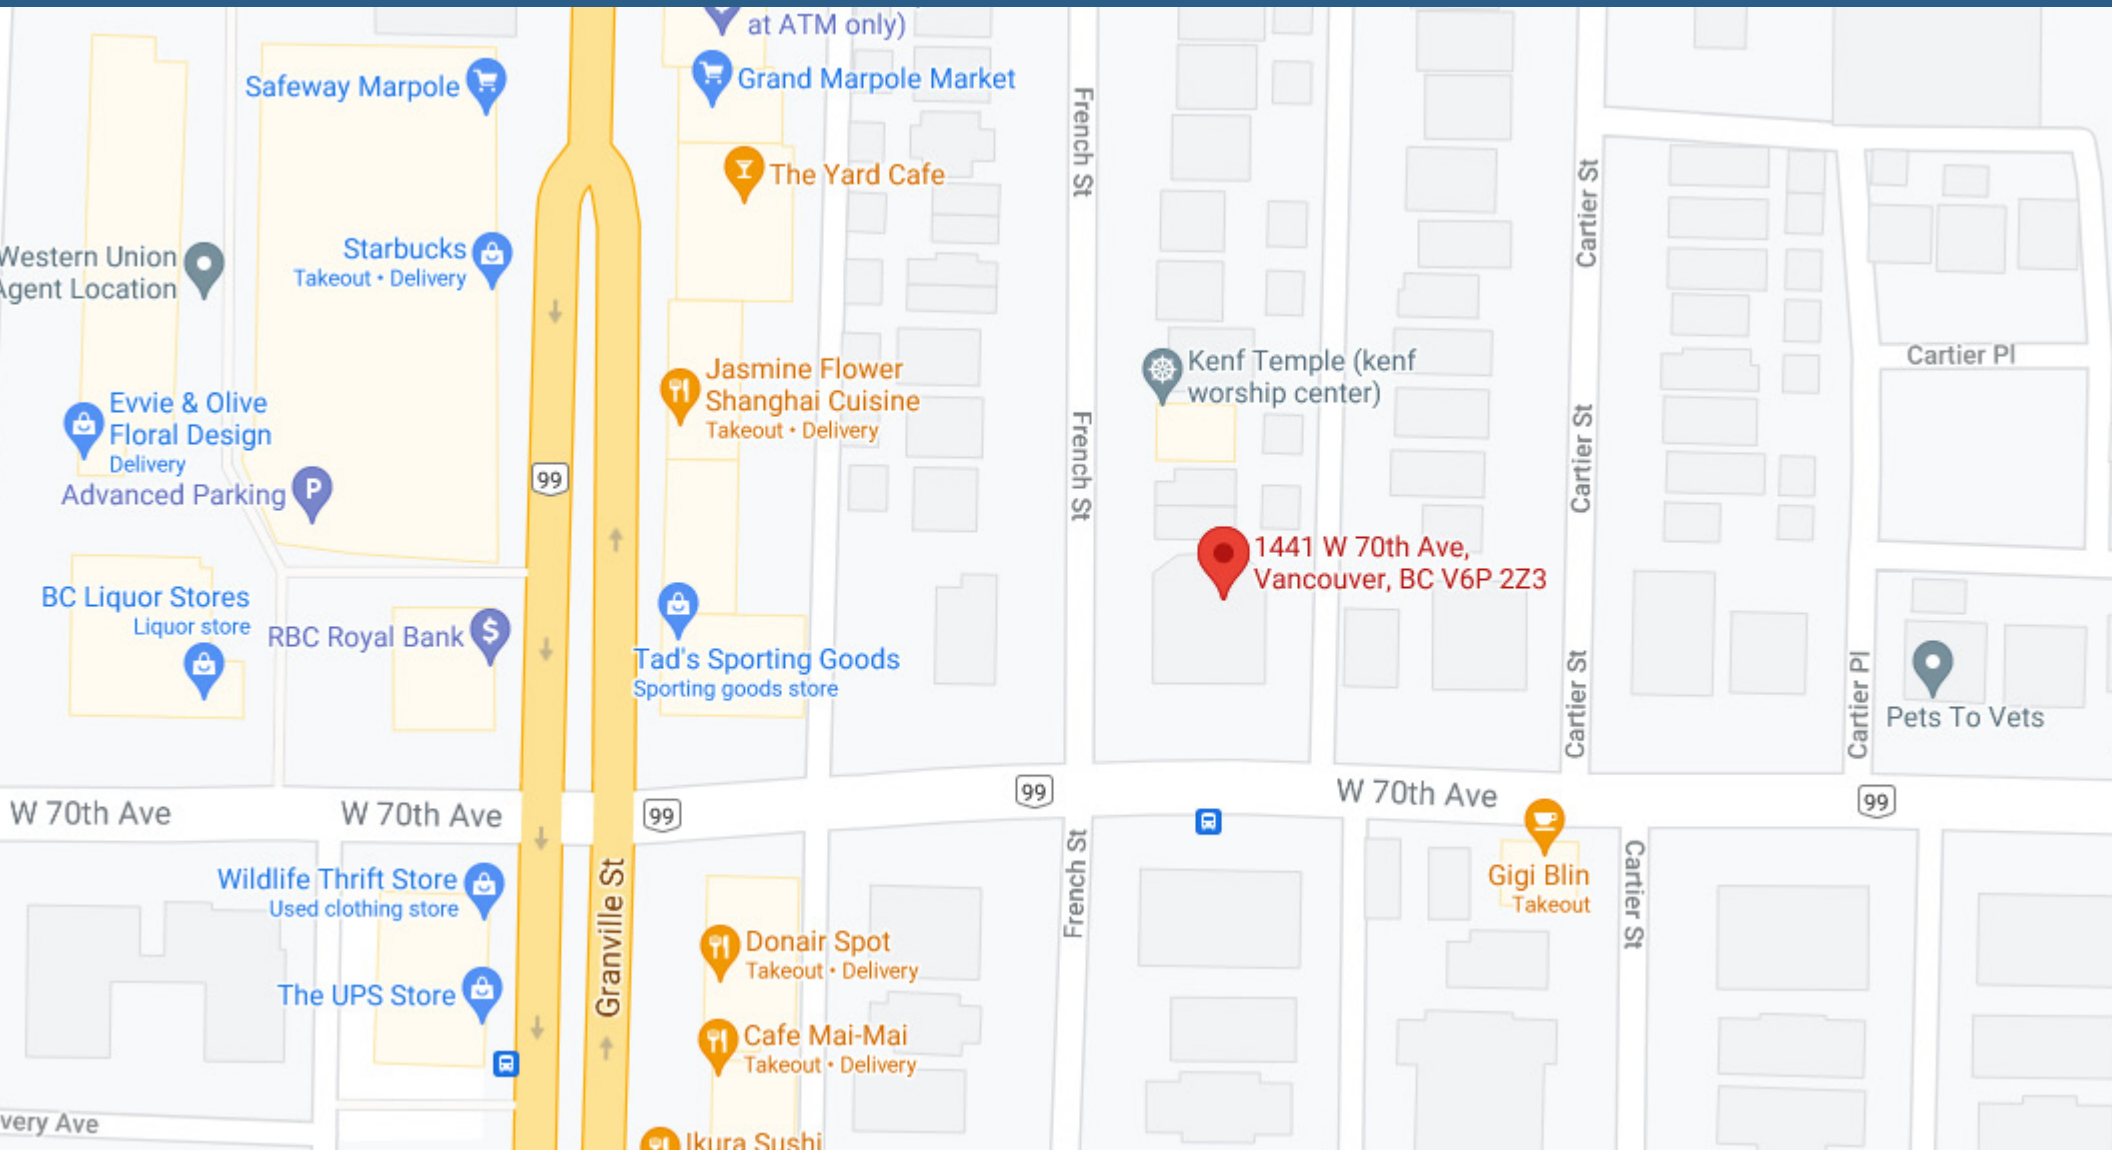 at ATM only)
Safeway Marpole
Grand Marpole Market
French St
The Yard Cafe
Cartier St
Western Union
Agent Location
Starbucks
Takeout • Delivery
Jasmine Flower
Shanghai Cuisine
Takeout • Delivery
Kenf Temple (kenf
worship center)
Cartier Pl
Evvie & Olive
Floral Design
Delivery
Advanced Parking
P
99
French St
Cartier St
1441 W 70th Ave,
Vancouver, BC V6P 2Z3
BC Liquor Stores
Liquor store
RBC Royal Bank
$
Tad's Sporting Goods
Sporting goods store
Cartier St
Cartier Pl
Pets To Vets
W 70th Ave
W 70th Ave
99
99
W 70th Ave
99
Wildlife Thrift Store
Used clothing store
Granville St
French St
Gigi Blin
Takeout
Cartier St
Donair Spot
Takeout • Delivery
The UPS Store
Cafe Mai-Mai
Takeout • Delivery
very Ave
Ikura Sushi